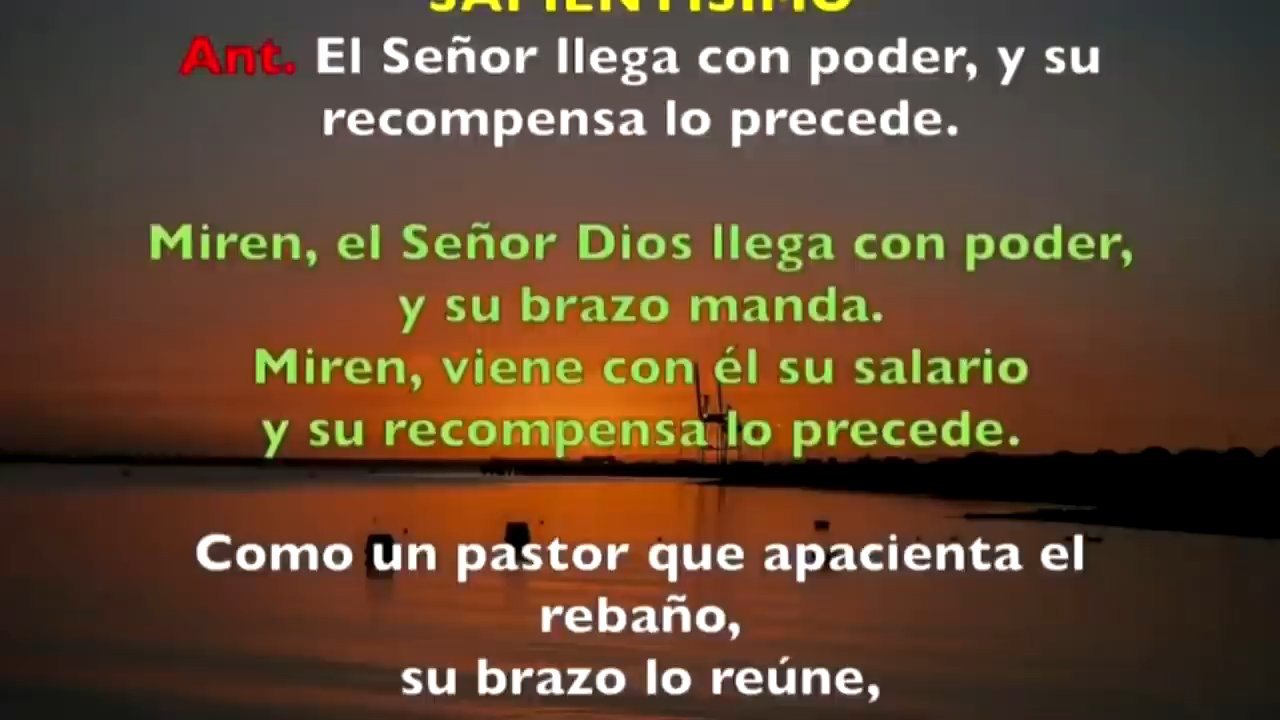 SAPIENTÍSIMO
Ant. El Señor llega con poder, y su
recompensa lo precede.
Miren, el Señor Dios llega con poder,
y su brazo manda.
Miren, viene con él su salario
y su recompensa lo precede.
Como un pastor que apacienta el
rebaño,
su brazo lo reúne,